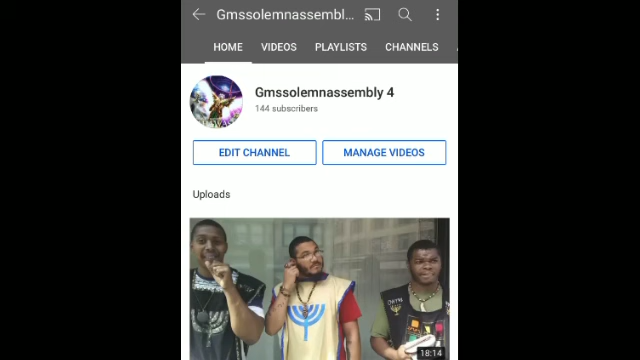 Gmssolemnassembl...
HOME VIDEOS PLAYLISTS CHANNELS
Gmssolemnassembly 4
144 subscribers
EDIT CHANNEL MANAGE VIDEOS
Uploads
18:14